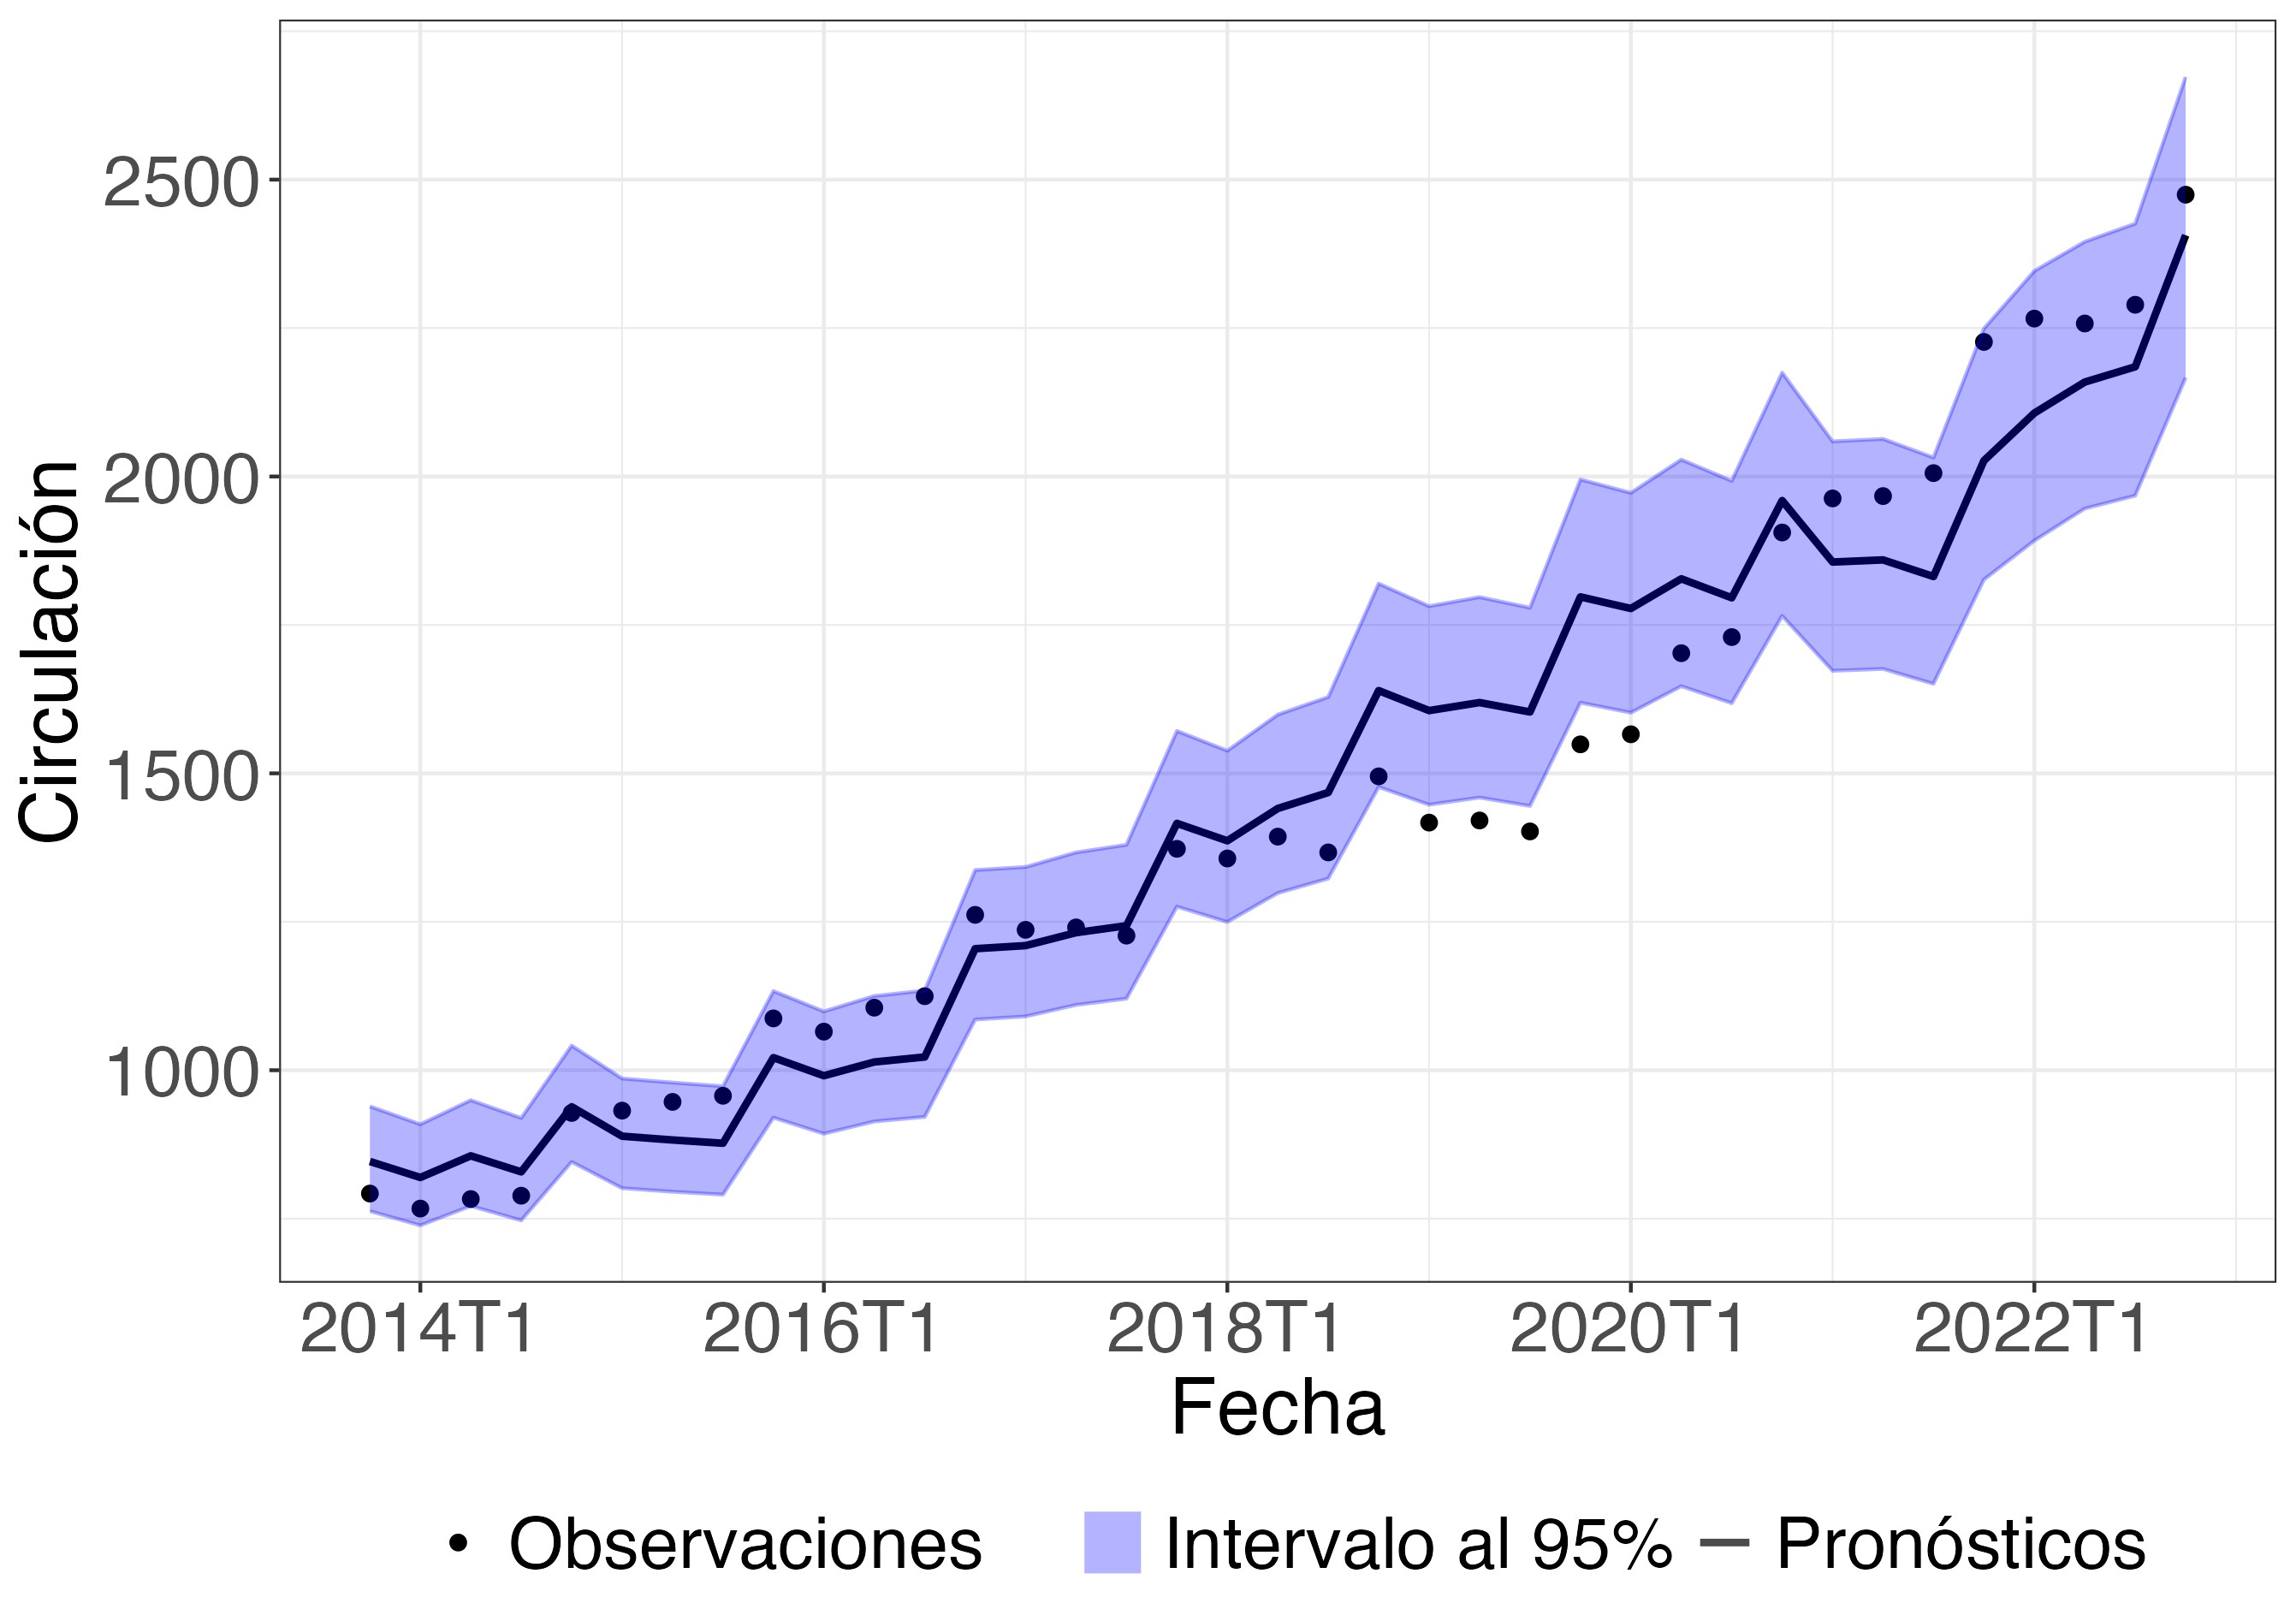 Circulación
2500
2000
1500
1000
2014T1 2016T1 2018T1 2020T1 2022T1
Fecha
Observaciones Intervalo al 95% Pronósticos